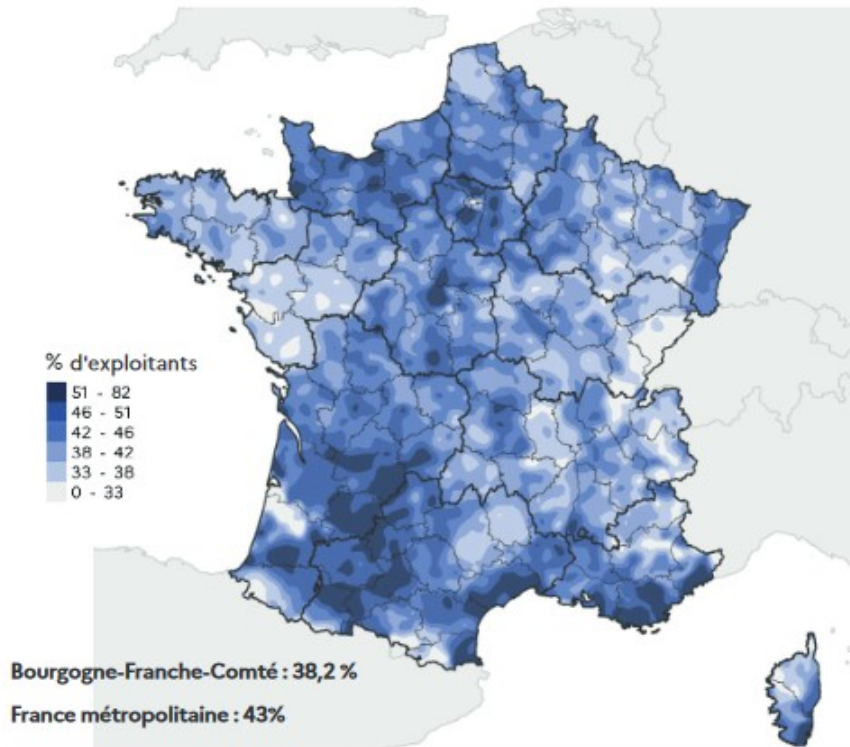 % d'exploitants
51 - 82
46 - 51
42 - 46
38 - 42
33 - 38
0 - 33
Bourgogne-Franche-Comté : 38,2 %
France métropolitaine : 43%